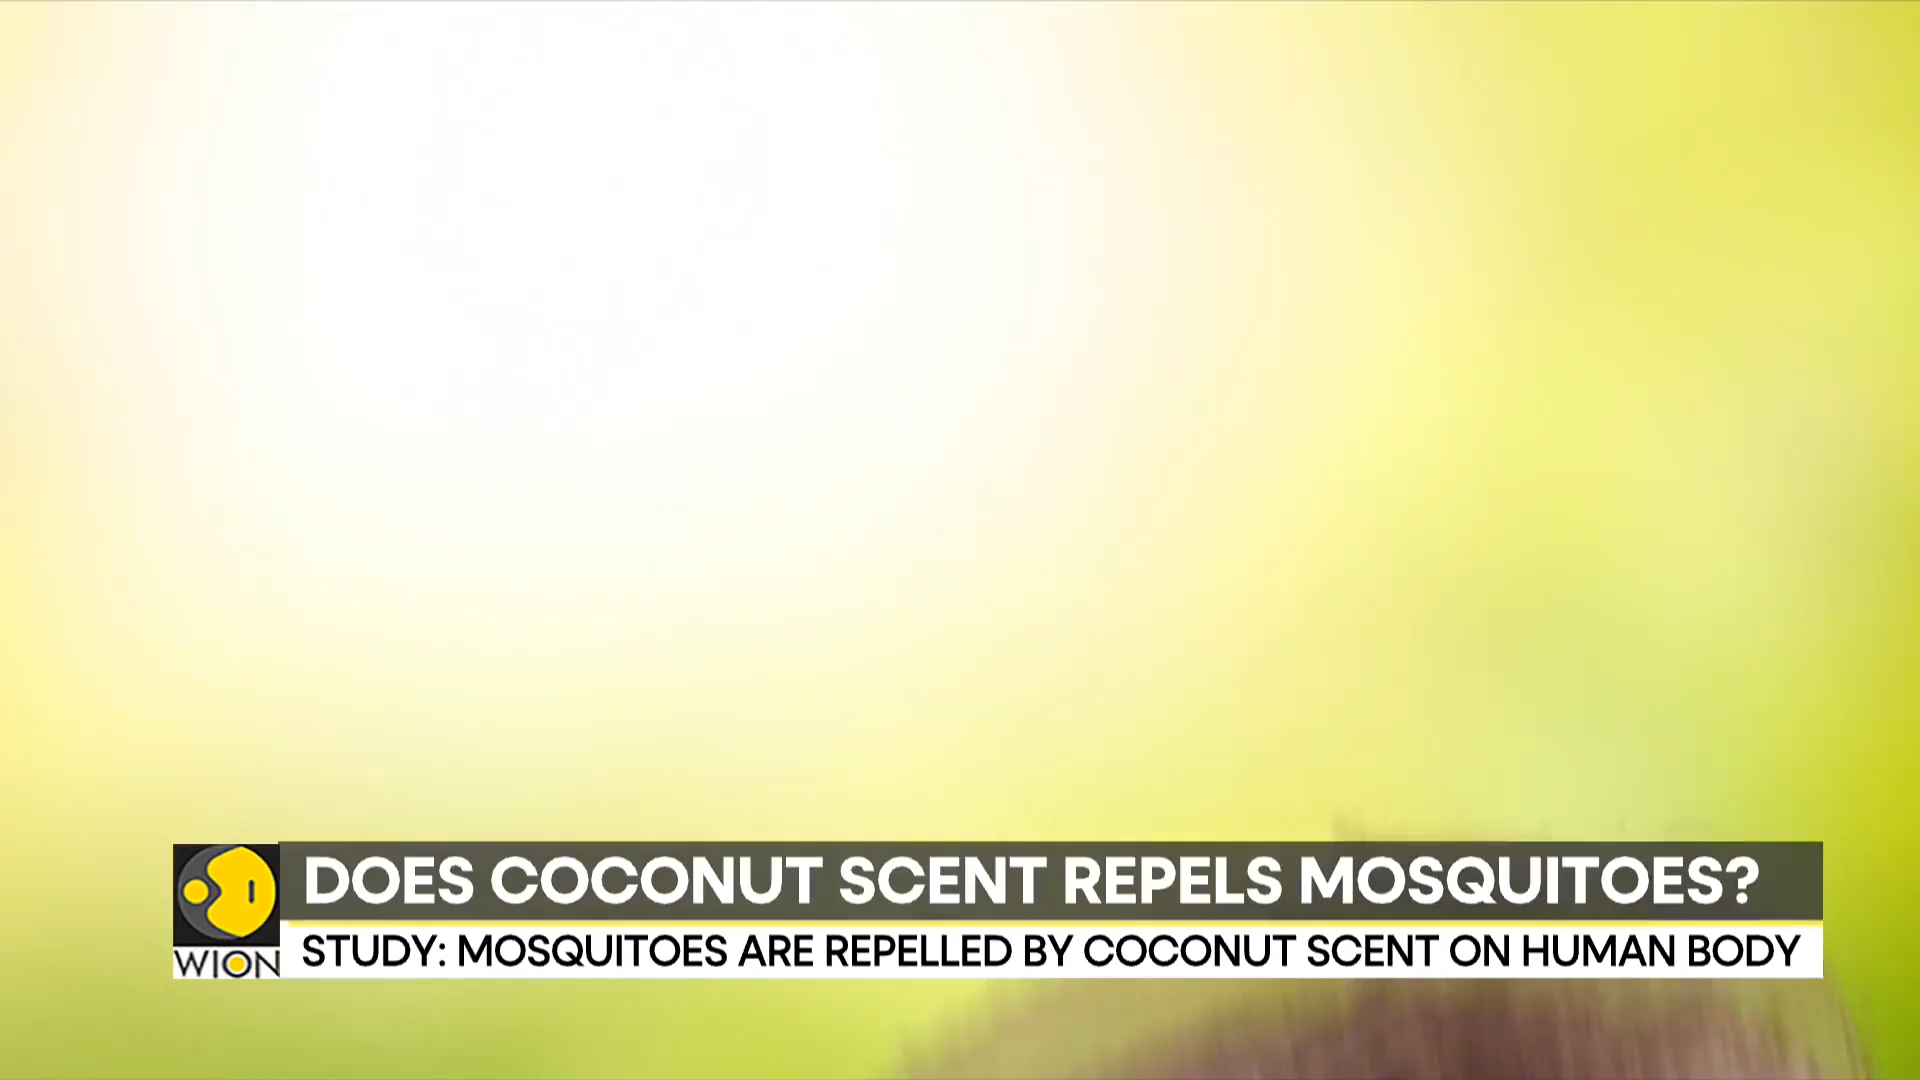 DOES COCONUT SCENT REPELS MOSQUITOES?
STUDY: MOSQUITOES ARE REPELLED BY COCONUT SCENT ON HUMAN BODY
WION